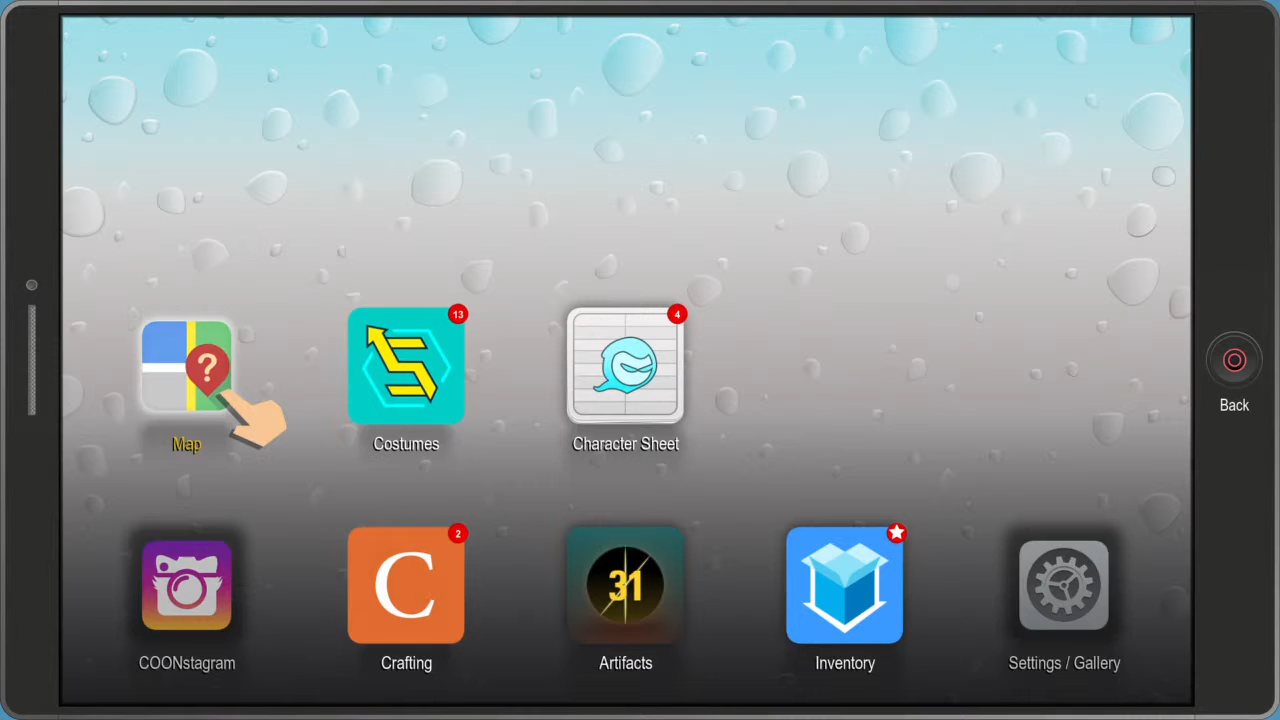 13
4
?
Map
Costumes
Character Sheet
Back
2
C
31
COONstagram
Crafting
Artifacts
Inventory
Settings / Gallery